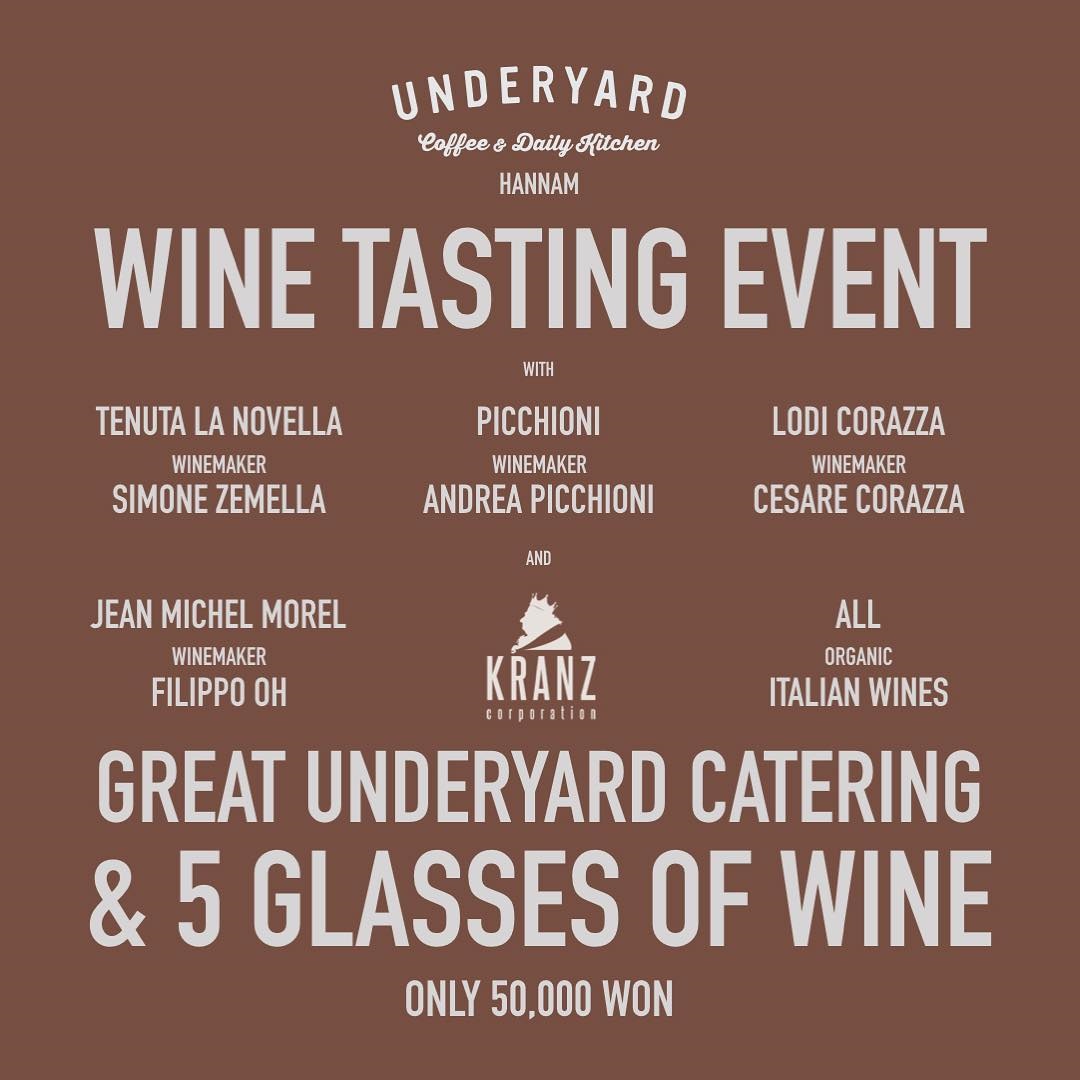 UNDERYARD
Coffee & Daily Kitchen
HANNAM
WINE TASTING EVENT
WITH
TENUTA LA NOVELLA
WINEMAKER
SIMONE ZEMELLA
PICCHIONI
WINEMAKER
ANDREA PICCHIONI
LODI CORAZZA
WINEMAKER
CESARE CORAZZA
AND
JEAN MICHEL MOREL
WINEMAKER
FILIPPO OH
KRANZ
corporation
ALL
ORGANIC
ITALIAN WINES
GREAT UNDERYARD CATERING
& 5 GLASSES OF WINE
ONLY 50,000 WON